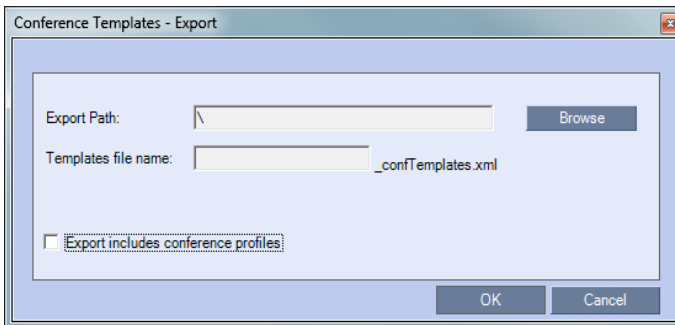 Conference Templates - Export
Export Path: \ Browse
Templates file name: _confTemplates.xml
Export includes conference profiles
OK Cancel